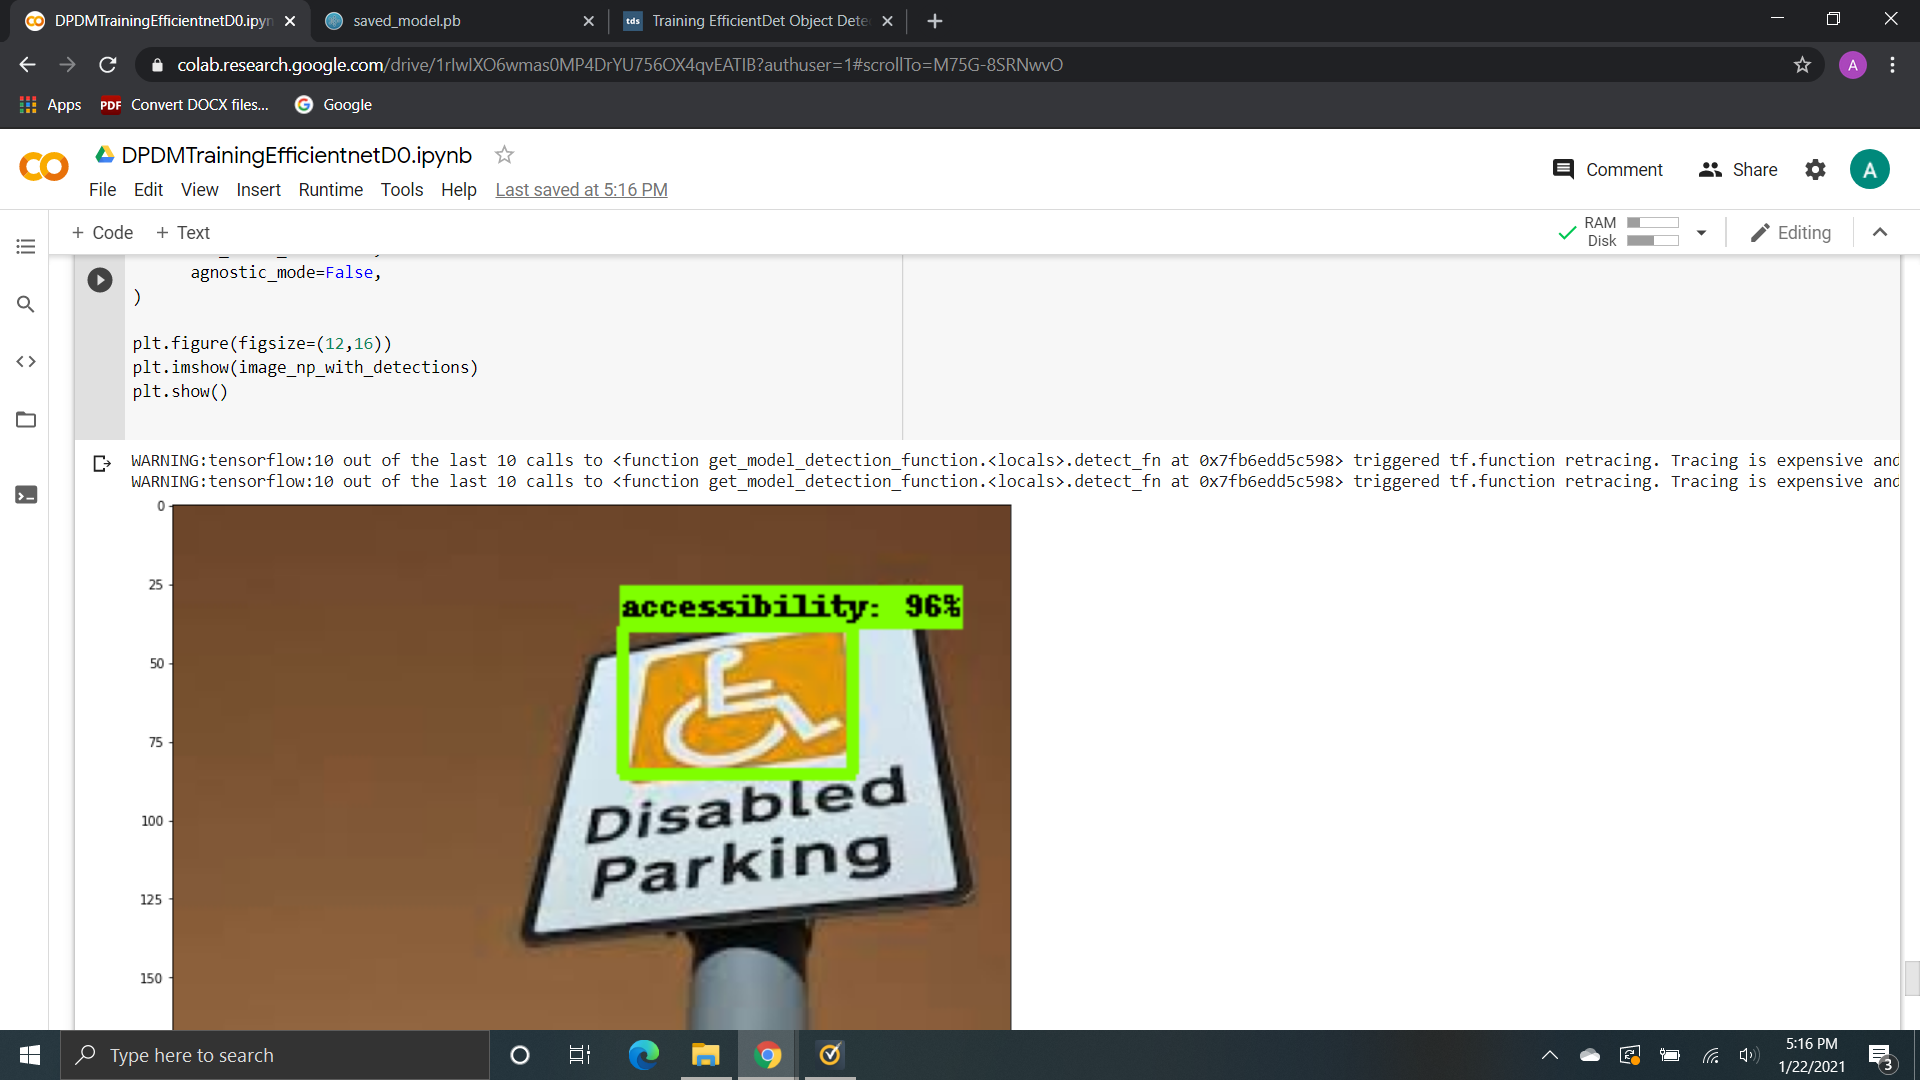 DPDMTrainingEfficientnetD0.ipyn
saved_model.pb
tds Training EfficientDet Object Dete
colab.research.google.com/drive/1rIwIXO6wmas0MP4DrYU756OX4qvEATIB?authuser=1#scrollTo=M75G-8SRNwvO
A
Apps
PDF Convert DOCX files...
Google
DPDMTrainingEfficientnetD0.ipynb
Comment
Share
A
File Edit View Insert Runtime Tools Help Last saved at 5:16 PM
+ Code + Text
RAM
Disk
Editing
agnostic_mode=False,
)
plt.figure(figsize=(12,16))
plt.imshow(image_np_with_detections)
plt.show()
WARNING:tensorflow:10 out of the last 10 calls to <function get_model_detection_function.<locals>.detect_fn at 0x7fb6edd5c598> triggered tf.function retracing. Tracing is expensive and
WARNING:tensorflow:10 out of the last 10 calls to <function get_model_detection_function.<locals>.detect_fn at 0x7fb6edd5c598> triggered tf.function retracing. Tracing is expensive and
0
25
accessibility: 96%
50
75
Disabled
100
Parking
125
150
Type here to search
5:16 PM
1/22/2021
3